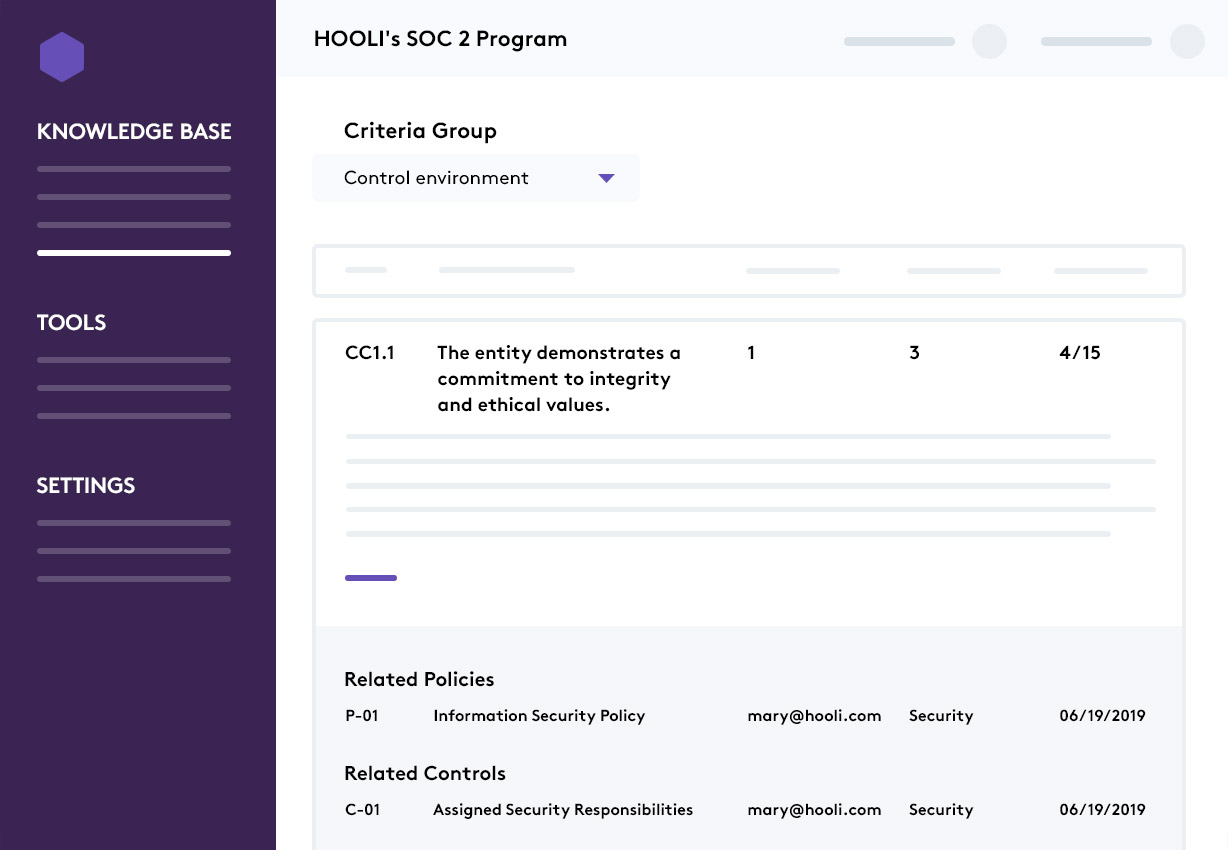 HOOLI's SOC 2 Program
KNOWLEDGE BASE
TOOLS
SETTINGS
Criteria Group
Control environment
CC1.1 The entity demonstrates a 1 3 4/15
commitment to integrity
and ethical values.
Related Policies
P-01 Information Security Policy mary@hooli.com Security 06/19/2019
Related Controls
C-01 Assigned Security Responsibilities mary@hooli.com Security 06/19/2019